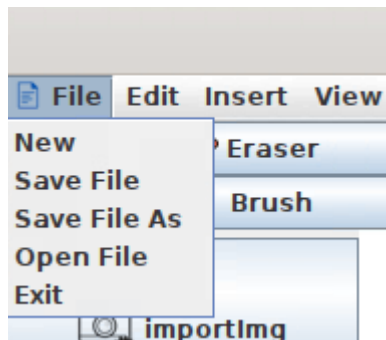 File Edit Insert View
New
Eraser
Save File
Brush
Save File As
Open File
Exit
importImg